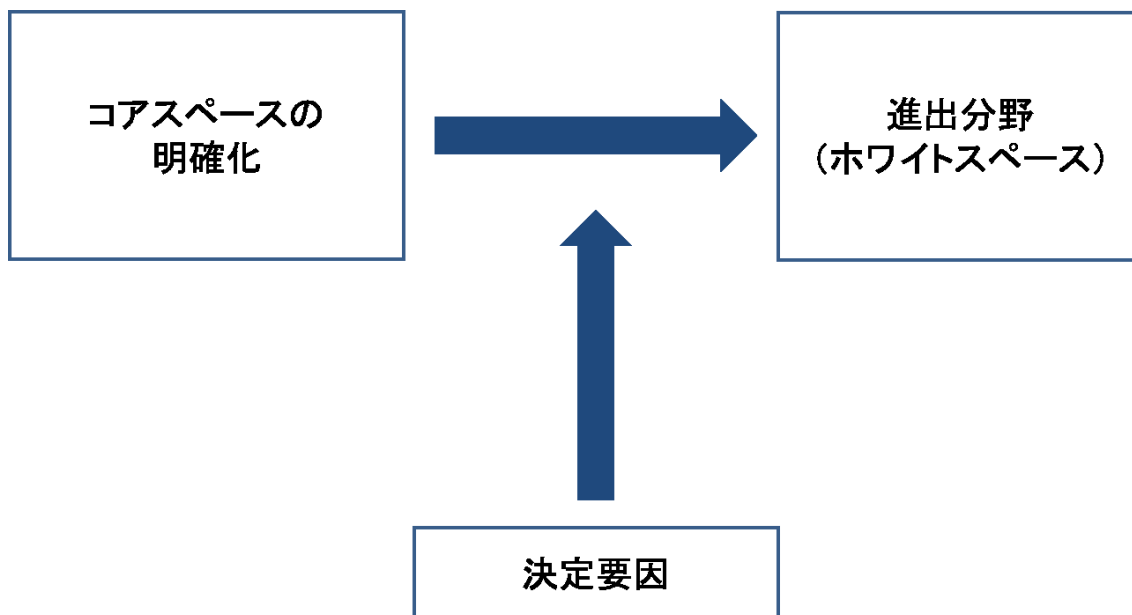 コアスペースの
明確化
進出分野
（ホワイトスペース）
決定要因